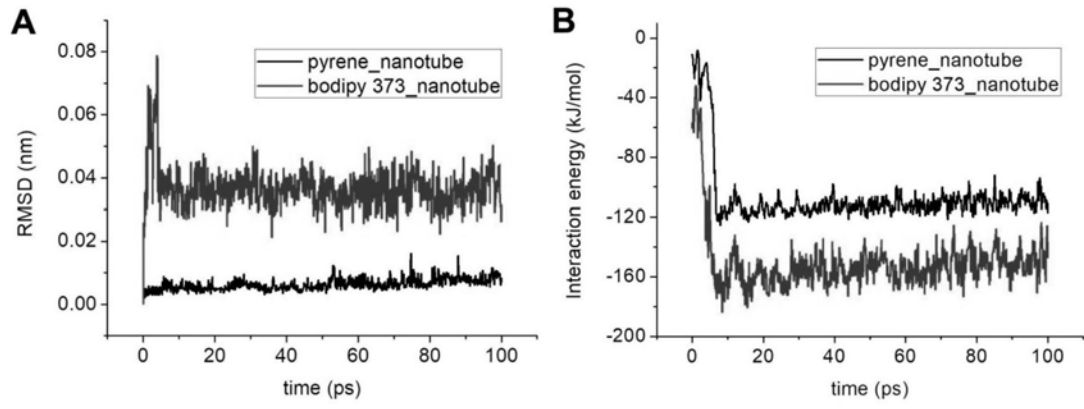 A
RMSD (nm)
0.08
0.06
0.04
0.02
0.00
pyrene_nanotube
bodipy 373_nanotube
0 20 40 60 80 100
time (ps)
B
Interaction energy (kJ/mol)
0
-40
-80
-120
-160
-200
pyrene_nanotube
bodipy 373_nanotube
0 20 40 60 80 100
time (ps)